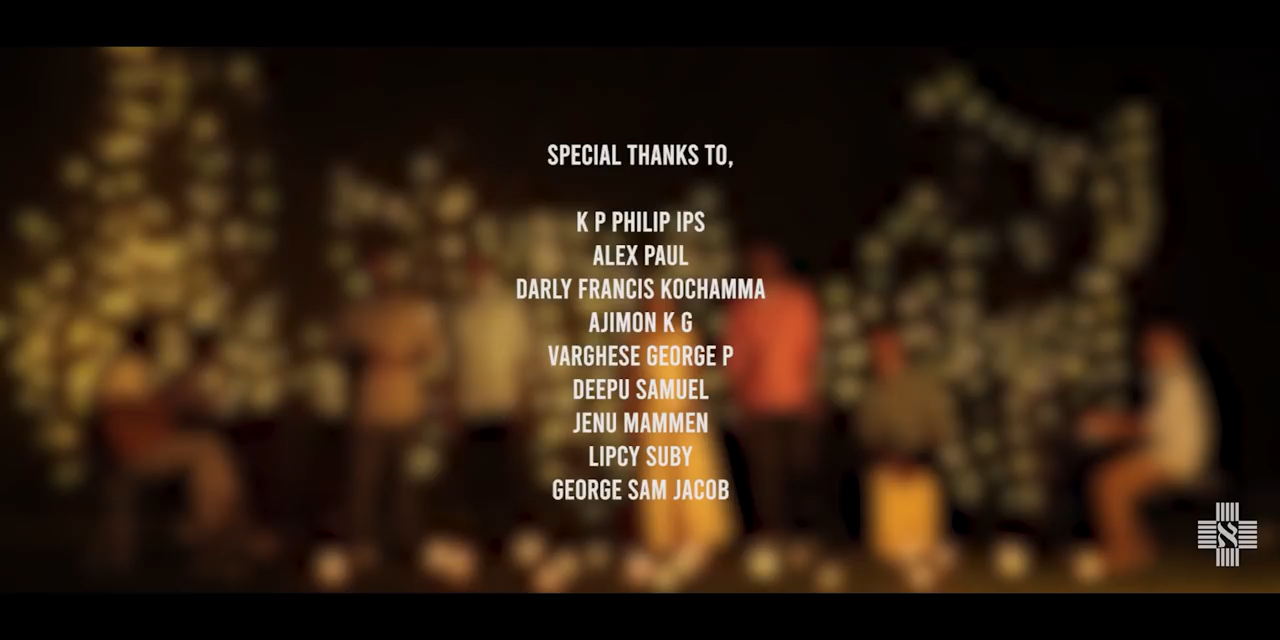 SPECIAL THANKS TO,
K P PHILIP IPS
ALEX PAUL
DARLY FRANCIS KOCHAMMA
AJIMON K G
VARGHESE GEORGE P
DEEPU SAMUEL
JENU MAMMEN
LIPCY SUBY
GEORGE SAM JACOB